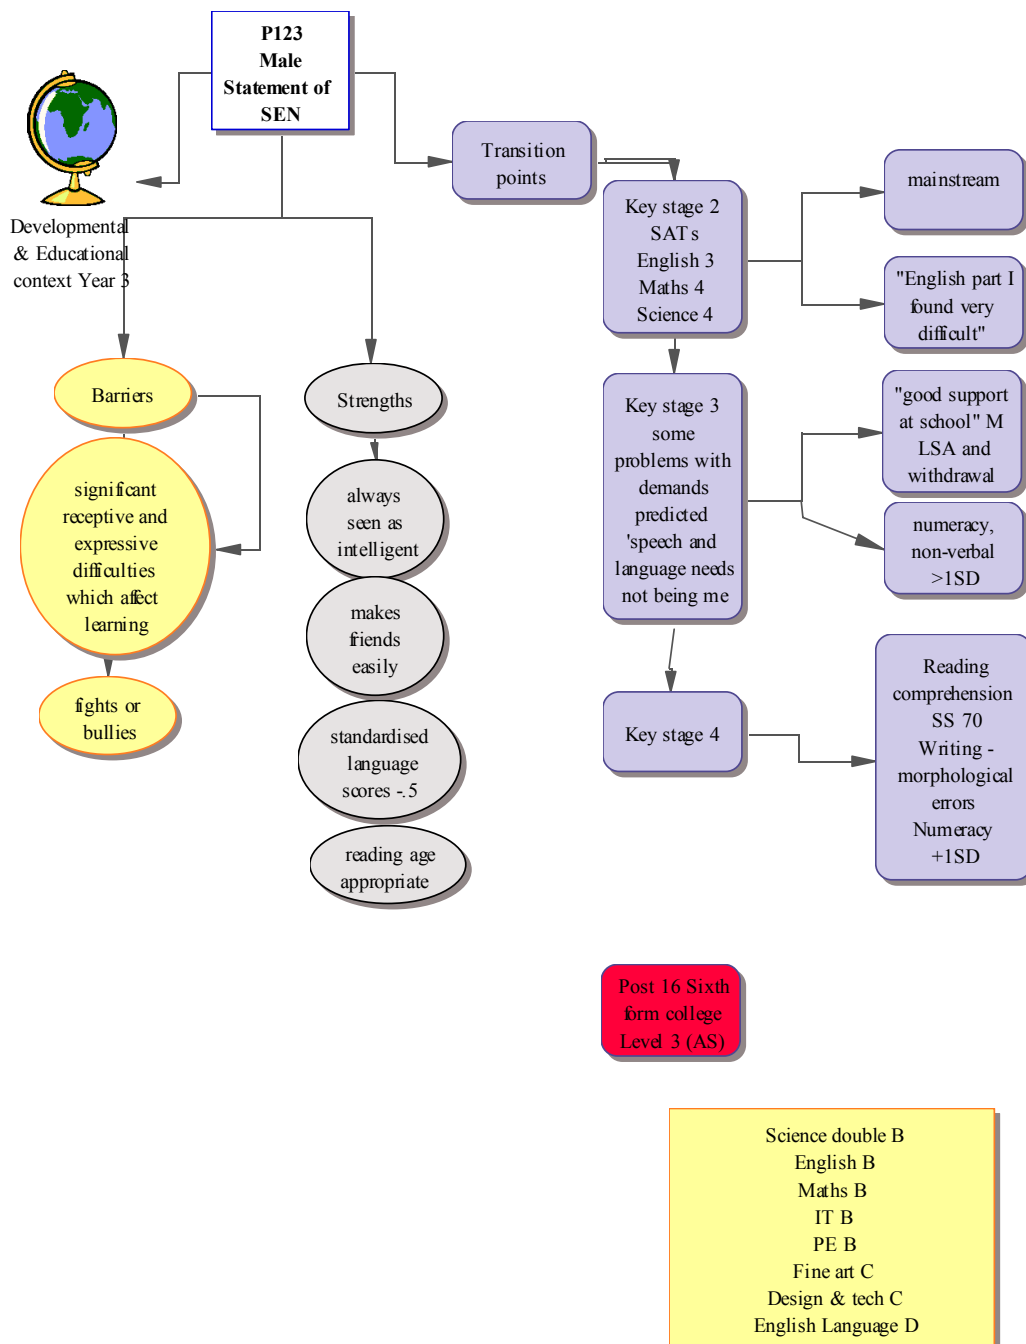 P123
Male
Statement of
SEN
Developmental
& Educational
context Year 3
Transition
points
Key stage 2
SATs
English 3
Maths 4
Science 4
mainstream
"English part I
found very
difficult"
Barriers
significant
receptive and
expressive
difficulties
which affect
learning
fights or
bullies
Strengths
always
seen as
intelligent
makes
friends
easily
standardised
language
scores -.5
reading age
appropriate
Key stage 3
some
problems with
demands
predicted
'speech and
language needs
not being me
"good support
at school" M
LSA and
withdrawal
numeracy,
non-verbal
>1SD
Key stage 4
Reading
comprehension
SS 70
Writing -
morphological
errors
Numeracy
+1SD
Post 16 Sixth
form college
Level 3 (AS)
Science double B
English B
Maths B
IT B
PE B
Fine art C
Design & tech C
English Language D